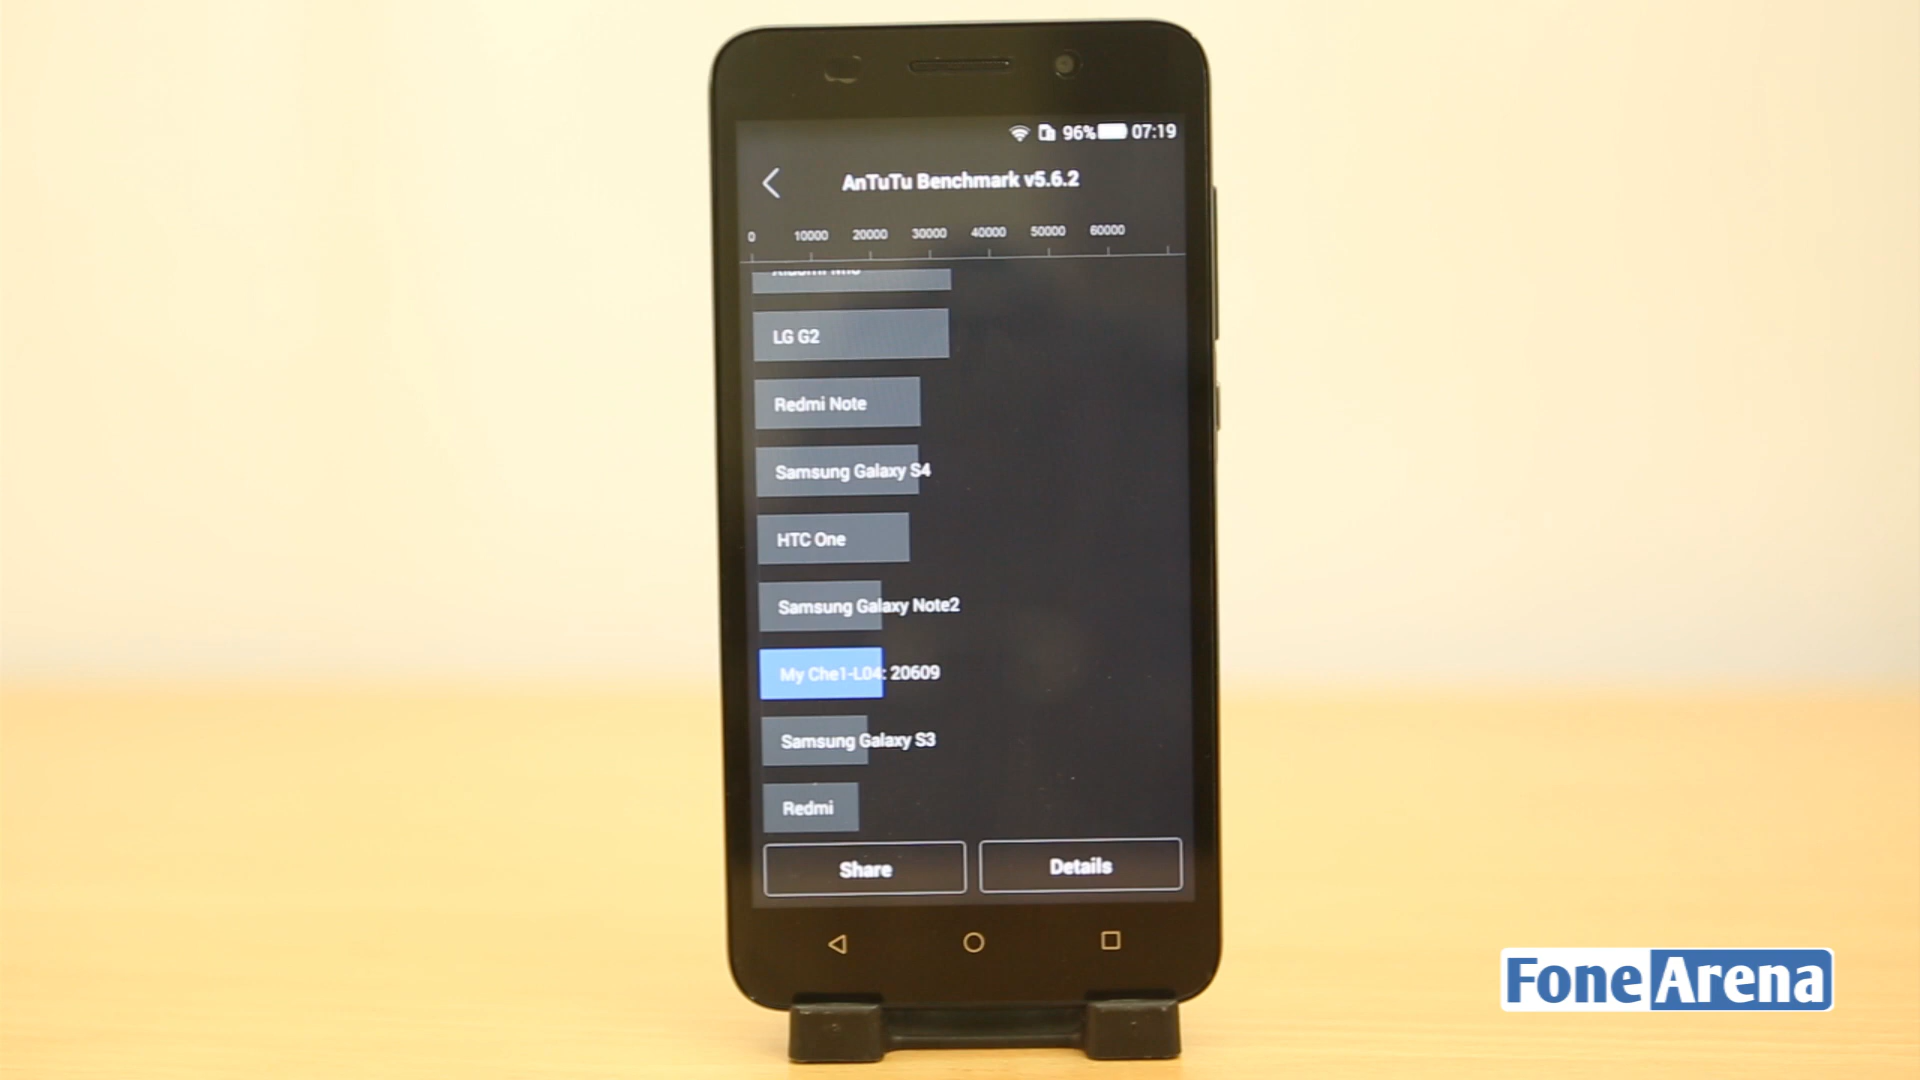 96% 07:19
AnTuTu Benchmark v5.6.2
0 10000 20000 30000 40000 50000 60000
LG G2
Redmi Note
Samsung Galaxy S4
HTC One
Samsung Galaxy Note2
My Che1-L04: 20609
Samsung Galaxy S3
Redmi
Share Details
FoneArena